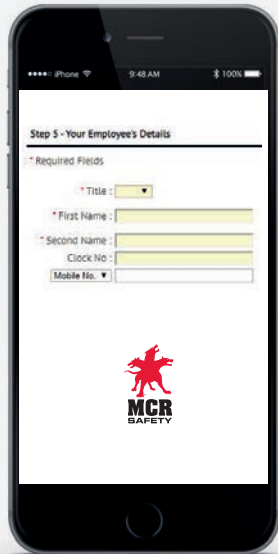 iPhone 9:48 AM 100%
Step 5 - Your Employee's Details
* Required Fields
* Title :
* First Name :
* Second Name :
Clock No :
Mobile No. ▼
MCR
SAFETY